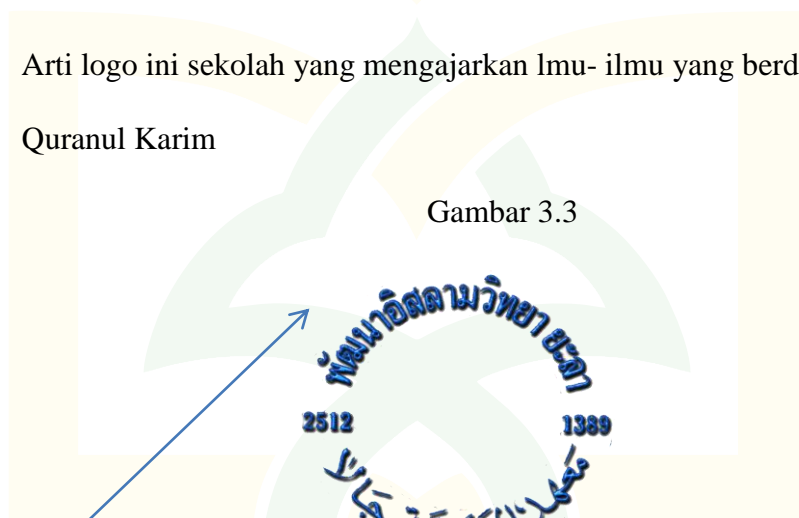 Arti logo ini sekolah yang mengajarkan lmu- ilmu yang berd
Quranul Karim
Gambar 3.3
พัฒนาอิสลามวิทยา ยะลา
2512 1389